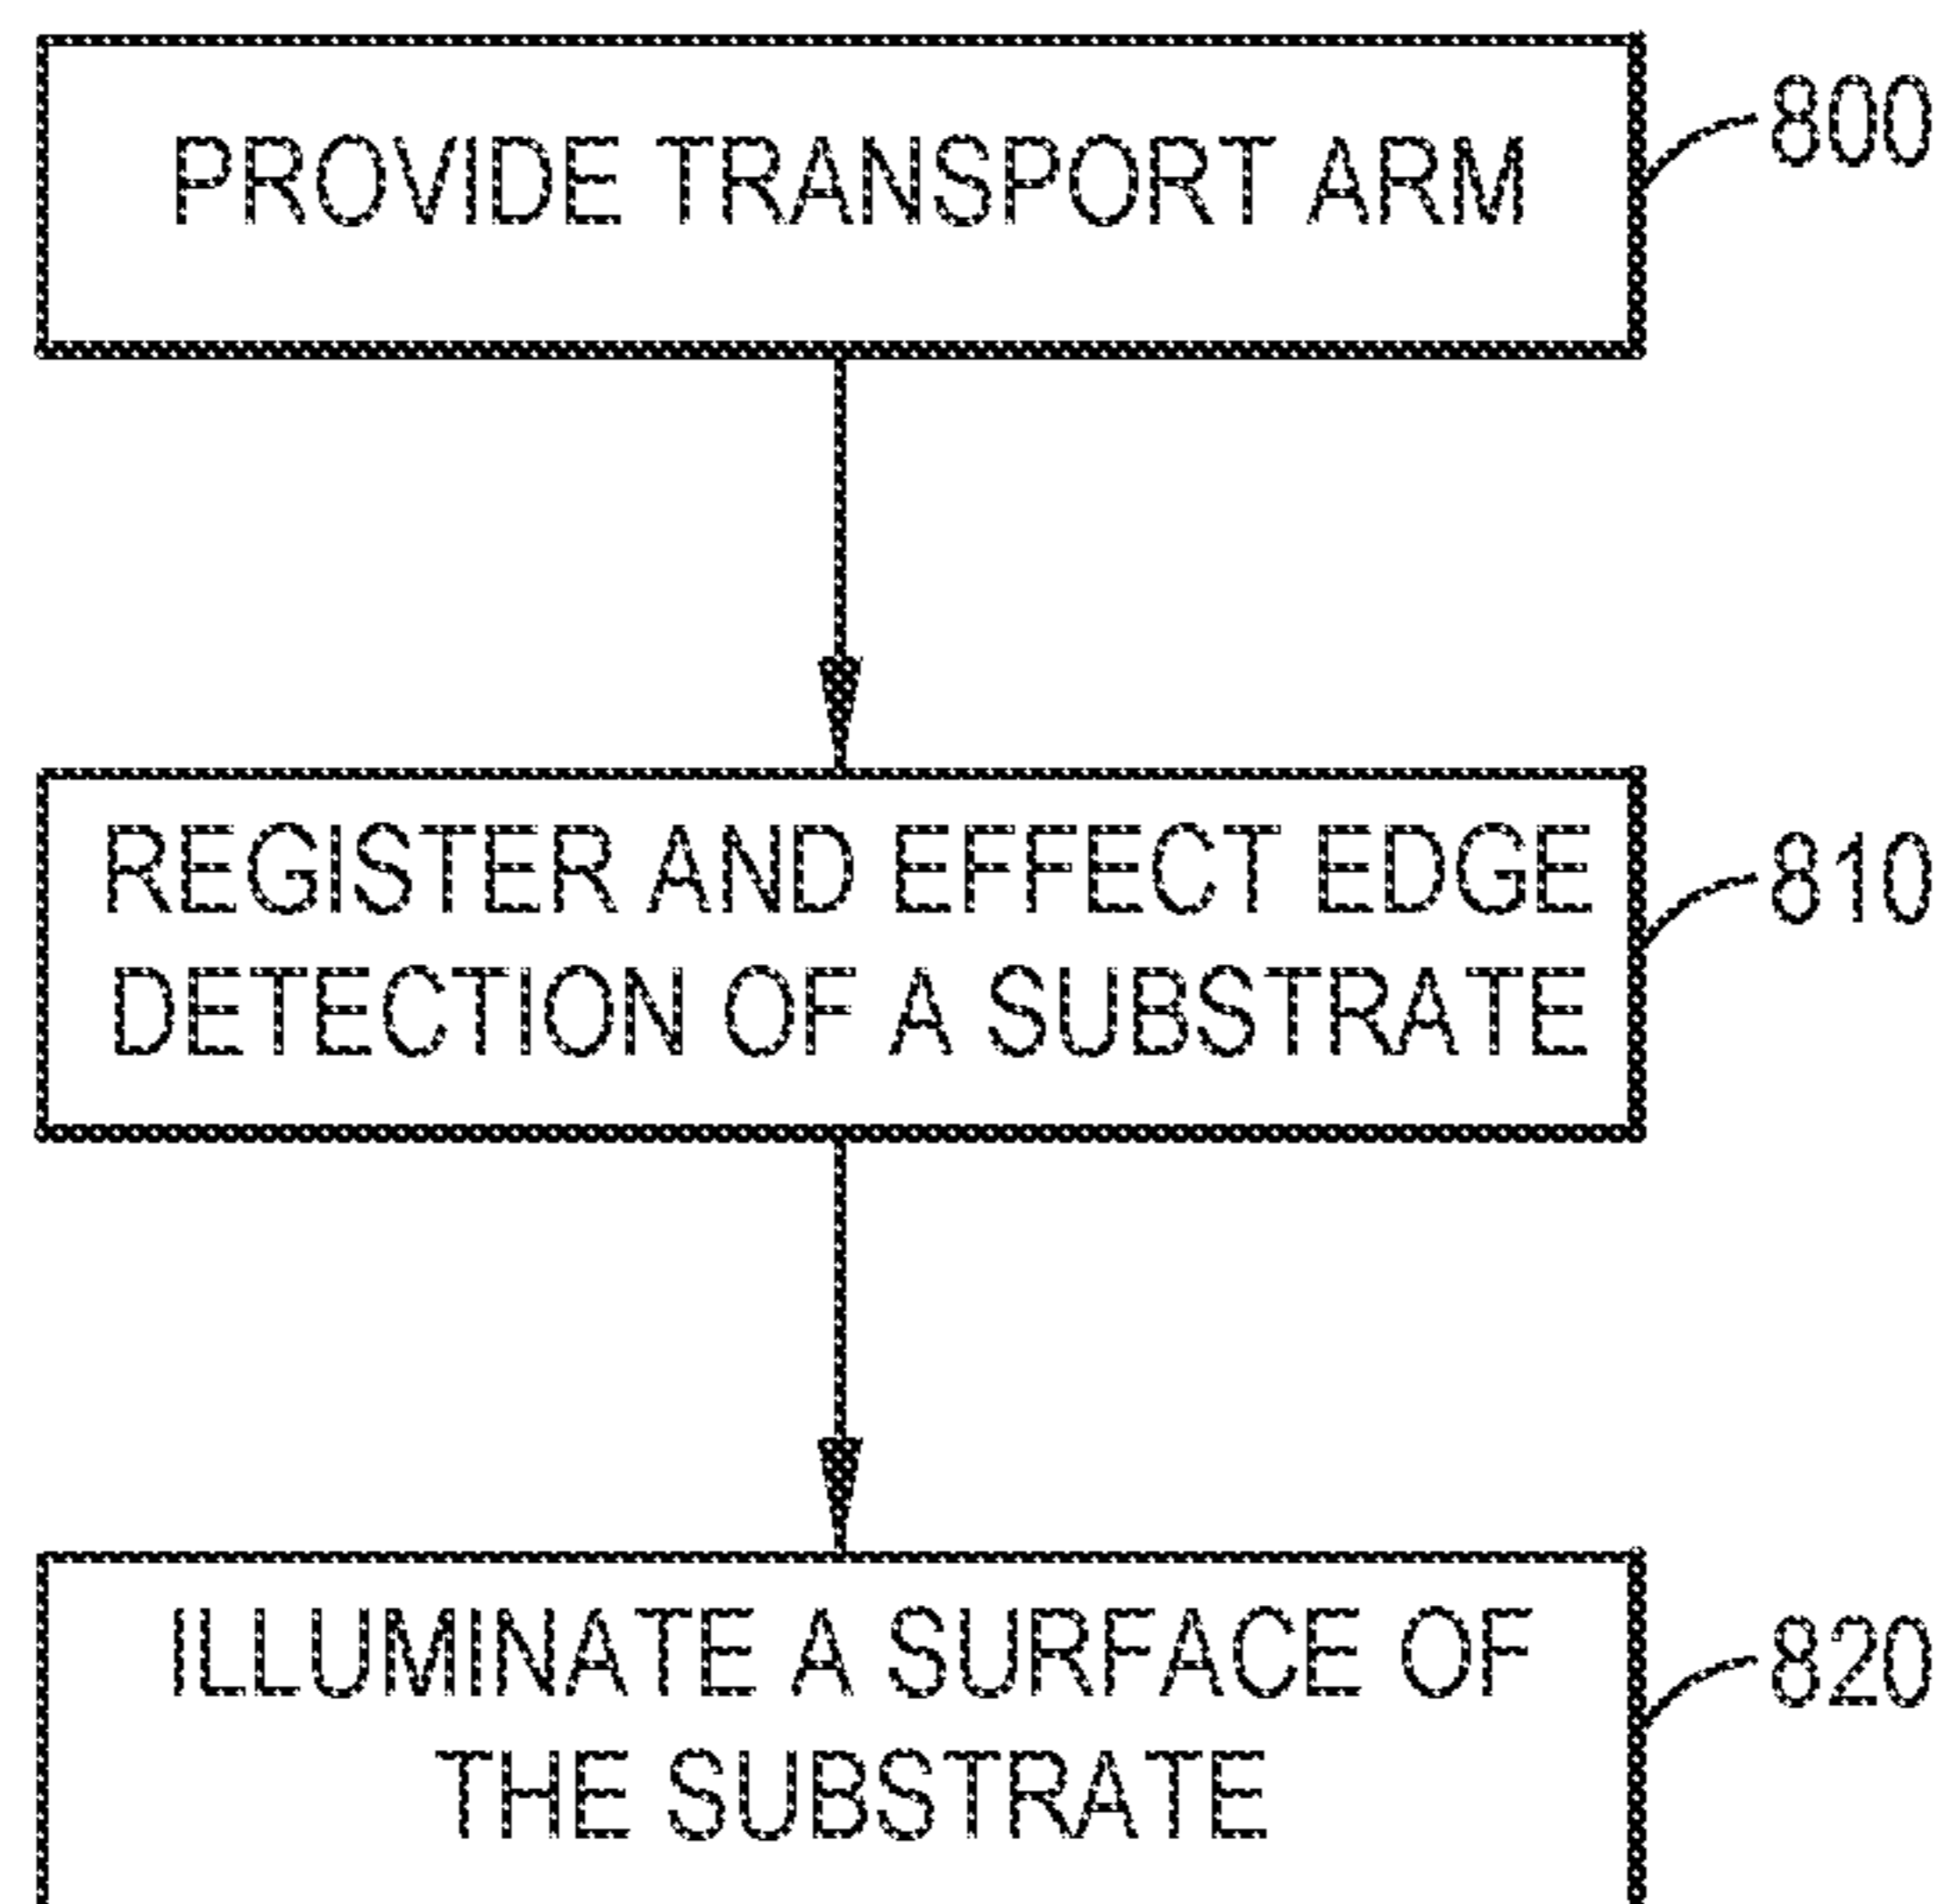 PROVIDE TRANSPORT ARM
800
REGISTER AND EFFECT EDGE
DETECTION OF A SUBSTRATE
810
ILLUMINATE A SURFACE OF
THE SUBSTRATE
820